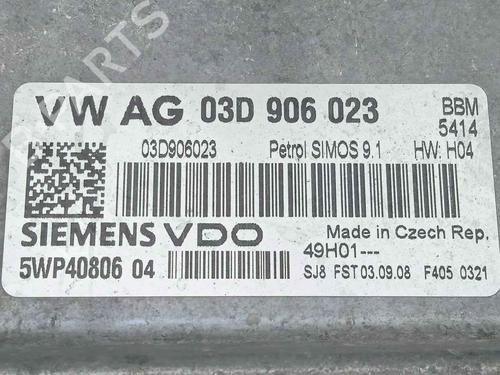 PARTS
VW AG 03D 906 023 BBM
5414
03D906023 Petrol SIMOS 9.1 HW: H04
SIEMENS VDO Made in Czech Rep.
49H01---
5WP40806 04 SJ8 FST 03.09.08 F405 0321